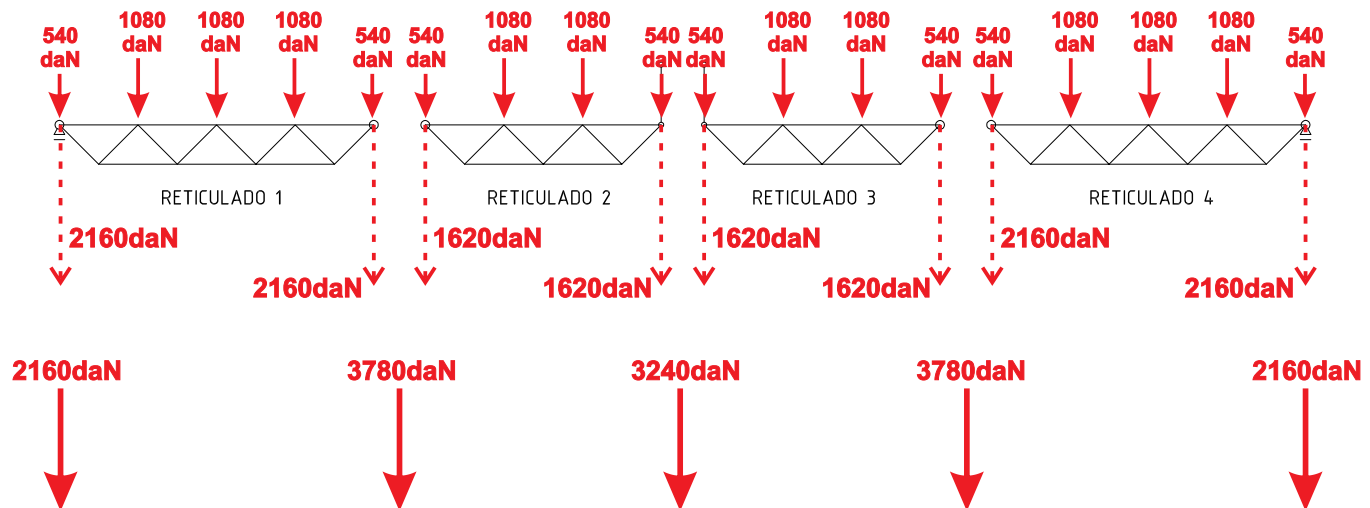 540 daN
1080 daN
1080 daN
1080 daN
540 daN
540 daN
1080 daN
1080 daN
540 daN
540 daN
1080 daN
1080 daN
540 daN
540 daN
1080 daN
1080 daN
1080 daN
540 daN
RETICULADO 1
RETICULADO 2
RETICULADO 3
RETICULADO 4
2160daN
1620daN
1620daN
2160daN
2160daN
1620daN
1620daN
2160daN
2160daN
3780daN
3240daN
3780daN
2160daN